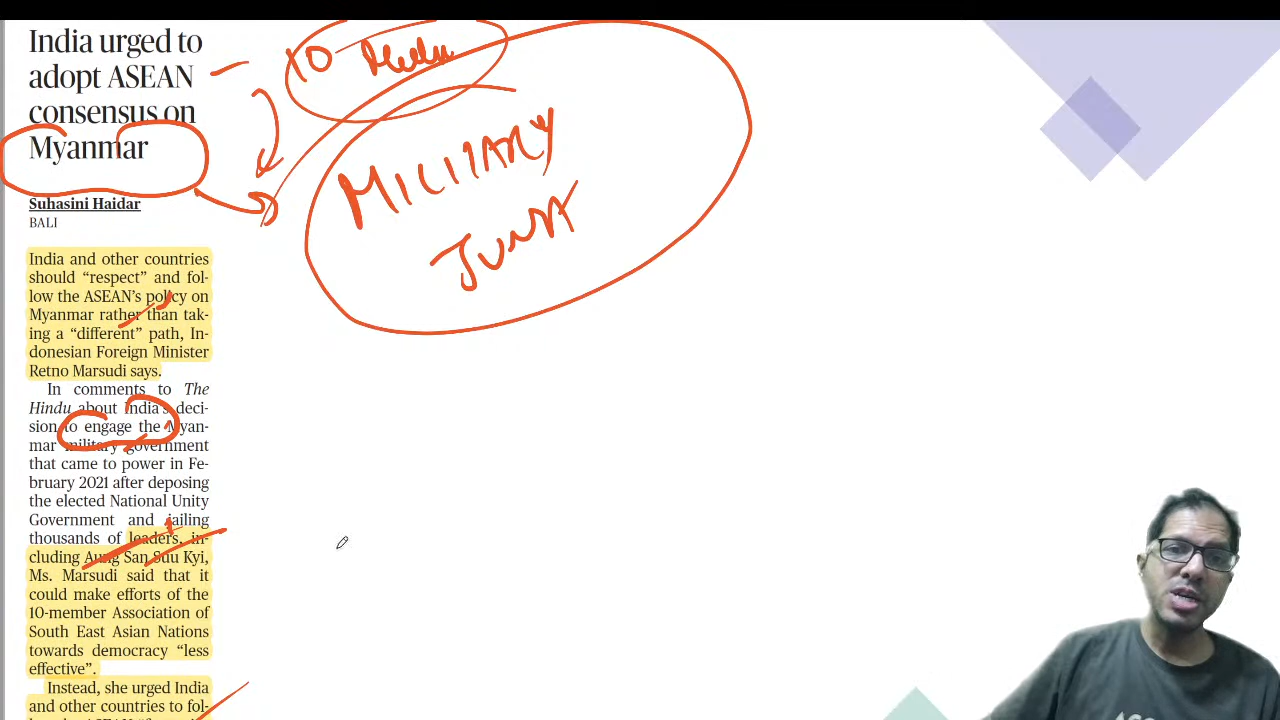 India urged to
adopt ASEAN
consensus on
Myanmar
10
MILITARY
Suhasini Haidar
BALI
India and other countries
should “respect” and fol-
low the ASEAN’s policy on
Myanmar rather than tak-
ing a “different” path, In-
donesian Foreign Minister
Retno Marsudi says.
In comments to The
Hindu about India’s deci-
sion to engage the Myan-
mar military government
that came to power in Fe-
bruary 2021 after deposing
the elected National Unity
Government and jailing
thousands of leaders, in-
cluding Aung San Suu Kyi,
Ms. Marsudi said that it
could make efforts of the
10-member Association of
South East Asian Nations
towards democracy “less
effective”.
Instead, she urged India
and other countries to fol-